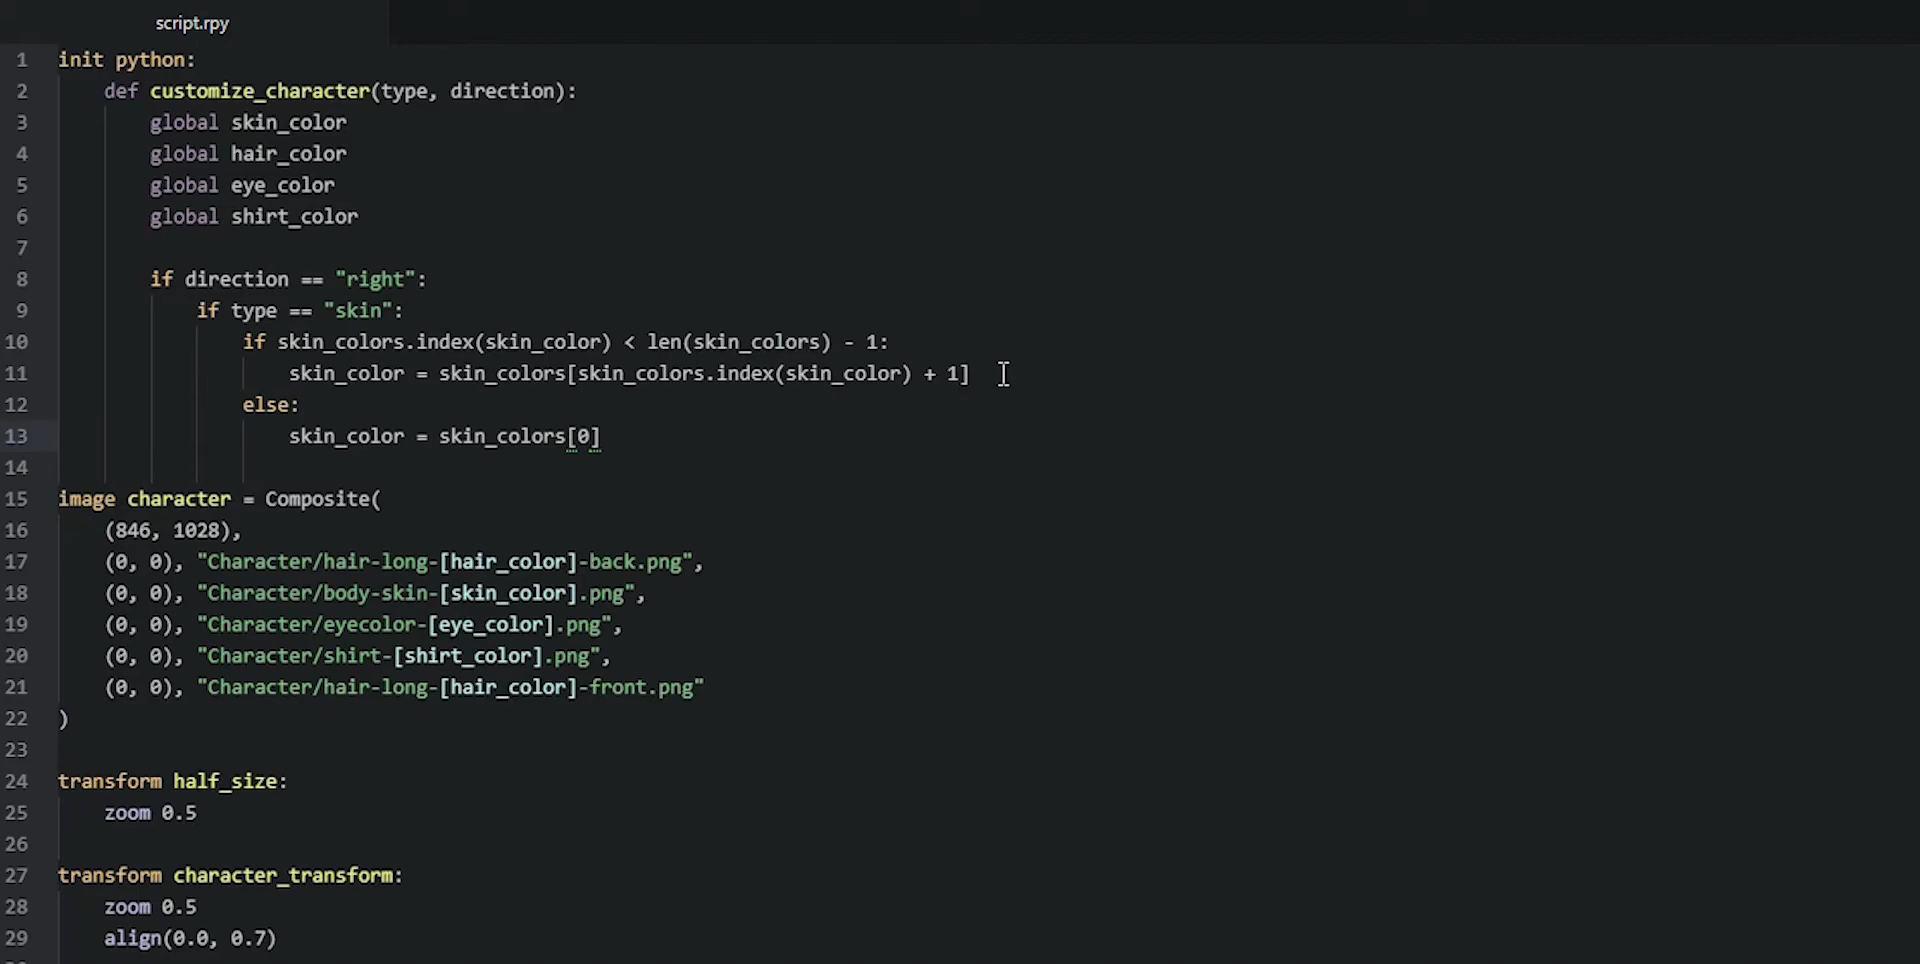 script.rpy
1 init python:
2     def customize_character(type, direction):
3         global skin_color
4         global hair_color
5         global eye_color
6         global shirt_color
7
8         if direction == "right":
9             if type == "skin":
10                 if skin_colors.index(skin_color) < len(skin_colors) - 1:
11                     skin_color = skin_colors[skin_colors.index(skin_color) + 1]
12                 else:
13                     skin_color = skin_colors[0]
14
15 image character = Composite(
16     (846, 1028),
17     (0, 0), "Character/hair-long-[hair_color]-back.png",
18     (0, 0), "Character/body-skin-[skin_color].png",
19     (0, 0), "Character/eyecolor-[eye_color].png",
20     (0, 0), "Character/shirt-[shirt_color].png",
21     (0, 0), "Character/hair-long-[hair_color]-front.png"
22 )
23
24 transform half_size:
25     zoom 0.5
26
27 transform character_transform:
28     zoom 0.5
29     align(0.0, 0.7)